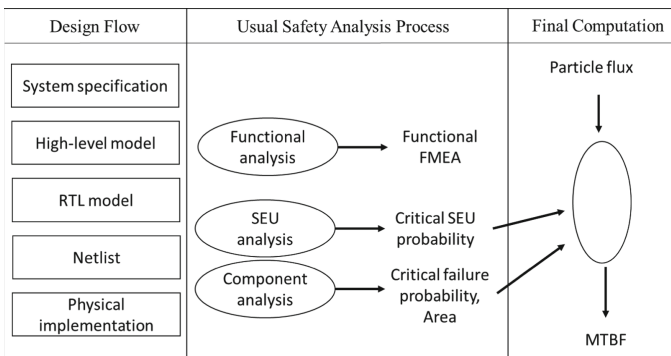 Design Flow
Usual Safety Analysis Process
Final Computation
System specification
High-level model
RTL model
Netlist
Physical
implementation
Functional
analysis
Functional
FMEA
SEU
analysis
Critical SEU
probability
Component
analysis
Critical failure
probability,
Area
Particle flux
MTBF